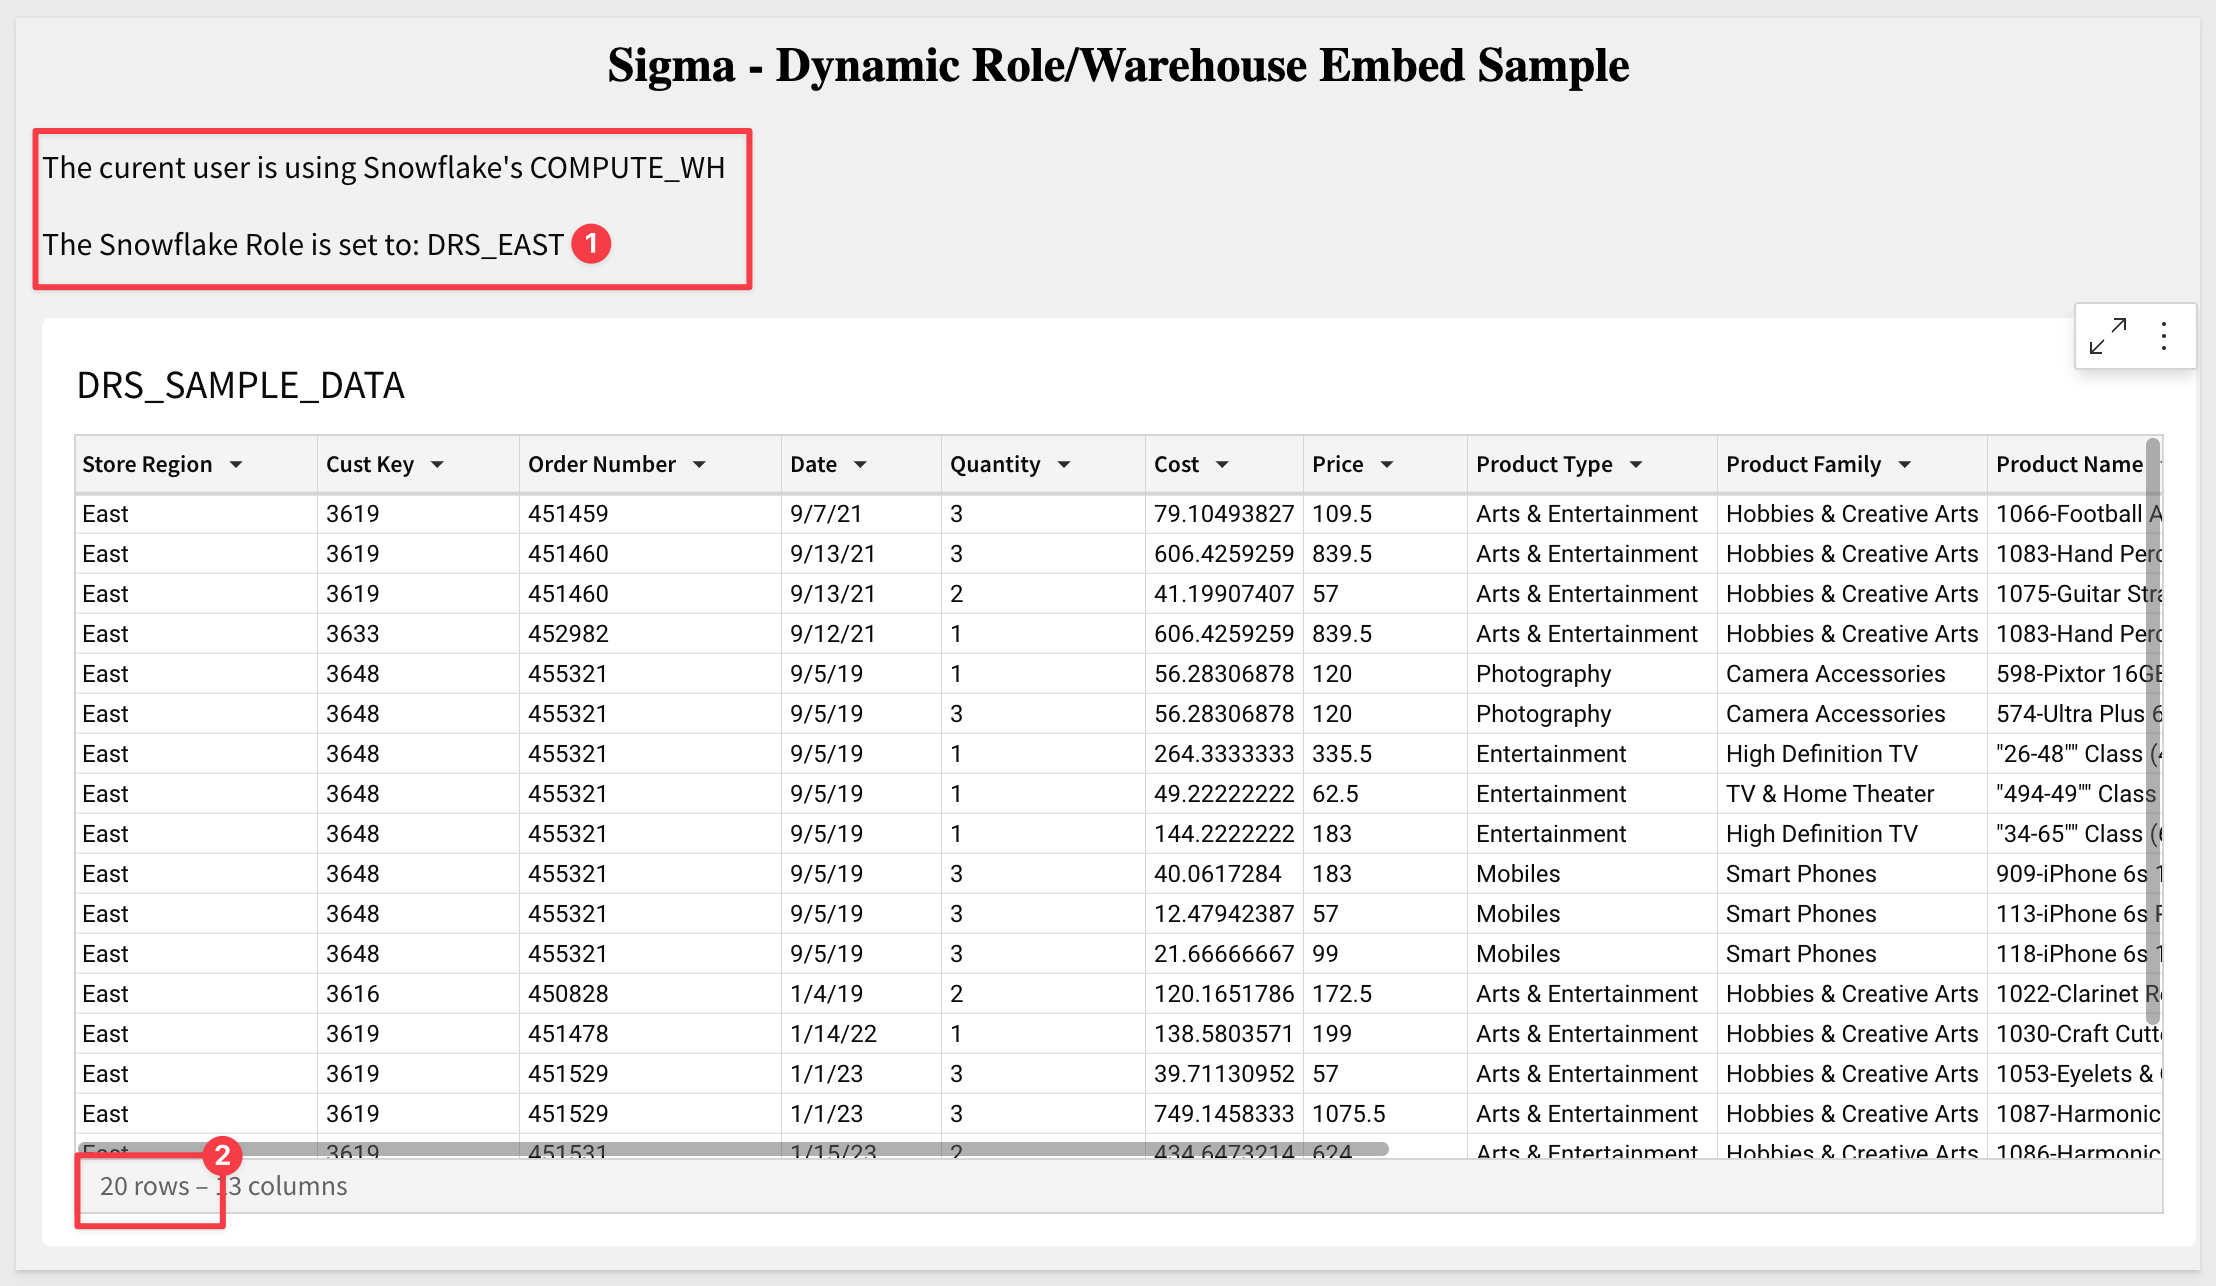 Sigma - Dynamic Role/Warehouse Embed Sample
The curent user is using Snowflake's COMPUTE_WH
The Snowflake Role is set to: DRS_EAST 1
DRS_SAMPLE_DATA
Store Region Cust Key Order Number Date Quantity Cost Price Product Type Product Family Product Name
East 3619 451459 9/7/21 3 79.10493827 109.5 Arts & Entertainment Hobbies & Creative Arts 1066-Football A
East 3619 451460 9/13/21 3 606.4259259 839.5 Arts & Entertainment Hobbies & Creative Arts 1083-Hand Perc
East 3619 451460 9/13/21 2 41.19907407 57 Arts & Entertainment Hobbies & Creative Arts 1075-Guitar Stra
East 3633 452982 9/12/21 1 606.4259259 839.5 Arts & Entertainment Hobbies & Creative Arts 1083-Hand Perc
East 3648 455321 9/5/19 1 56.28306878 120 Photography Camera Accessories 598-Pixtor 16GB
East 3648 455321 9/5/19 3 56.28306878 120 Photography Camera Accessories 574-Ultra Plus 6
East 3648 455321 9/5/19 1 264.3333333 335.5 Entertainment High Definition TV "26-48"" Class (4
East 3648 455321 9/5/19 1 49.22222222 62.5 Entertainment TV & Home Theater "494-49"" Class
East 3648 455321 9/5/19 1 144.2222222 183 Entertainment High Definition TV "34-65"" Class (6
East 3648 455321 9/5/19 3 40.0617284 183 Mobiles Smart Phones 909-iPhone 6s 1
East 3648 455321 9/5/19 3 12.47942387 57 Mobiles Smart Phones 113-iPhone 6s
East 3648 455321 9/5/19 3 21.66666667 99 Mobiles Smart Phones 118-iPhone 6s 1
East 3616 450828 1/4/19 2 120.1651786 172.5 Arts & Entertainment Hobbies & Creative Arts 1022-Clarinet Re
East 3619 451478 1/14/22 1 138.5803571 199 Arts & Entertainment Hobbies & Creative Arts 1030-Craft Cutt
East 3619 451529 1/1/23 3 39.71130952 57 Arts & Entertainment Hobbies & Creative Arts 1053-Eyelets &
East 3619 451529 1/1/23 3 749.1458333 1075.5 Arts & Entertainment Hobbies & Creative Arts 1087-Harmonic
East 3619 451531 1/15/23 2 434.6473214 624 Arts & Entertainment Hobbies & Creative Arts 1086-Harmonic
2
20 rows – 13 columns